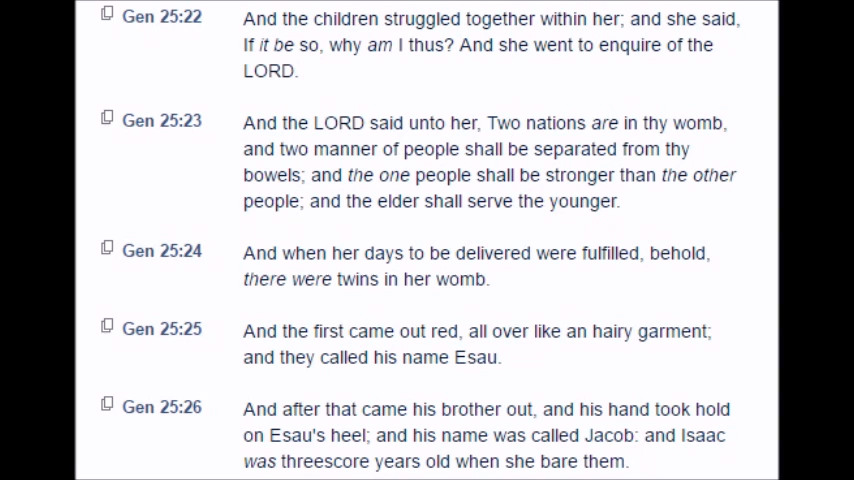 Gen 25:22 And the children struggled together within her; and she said,
If it be so, why am I thus? And she went to enquire of the
LORD.
Gen 25:23 And the LORD said unto her, Two nations are in thy womb,
and two manner of people shall be separated from thy
bowels; and the one people shall be stronger than the other
people; and the elder shall serve the younger.
Gen 25:24 And when her days to be delivered were fulfilled, behold,
there were twins in her womb.
Gen 25:25 And the first came out red, all over like an hairy garment;
and they called his name Esau.
Gen 25:26 And after that came his brother out, and his hand took hold
on Esau's heel; and his name was called Jacob: and Isaac
was threescore years old when she bare them.